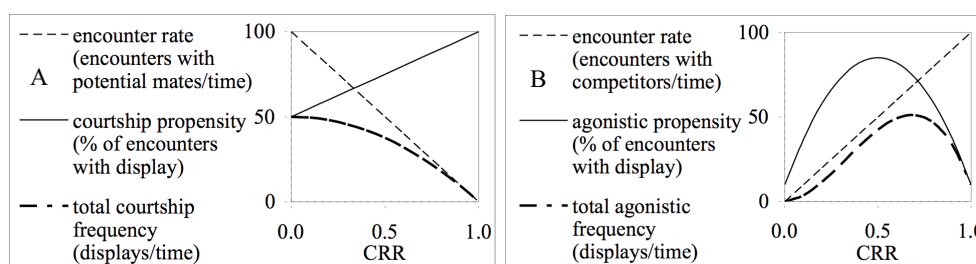 A
encounter rate
(encounters with
potential mates/time)
courtship propensity
(% of encounters
with display)
total courtship
frequency
(displays/time)
100
50
0
0.0 0.5 1.0
CRR
B
encounter rate
(encounters with
competitors/time)
agonistic propensity
(% of encounters
with display)
total agonistic
frequency
(displays/time)
100
50
0
0.0 0.5 1.0
CRR